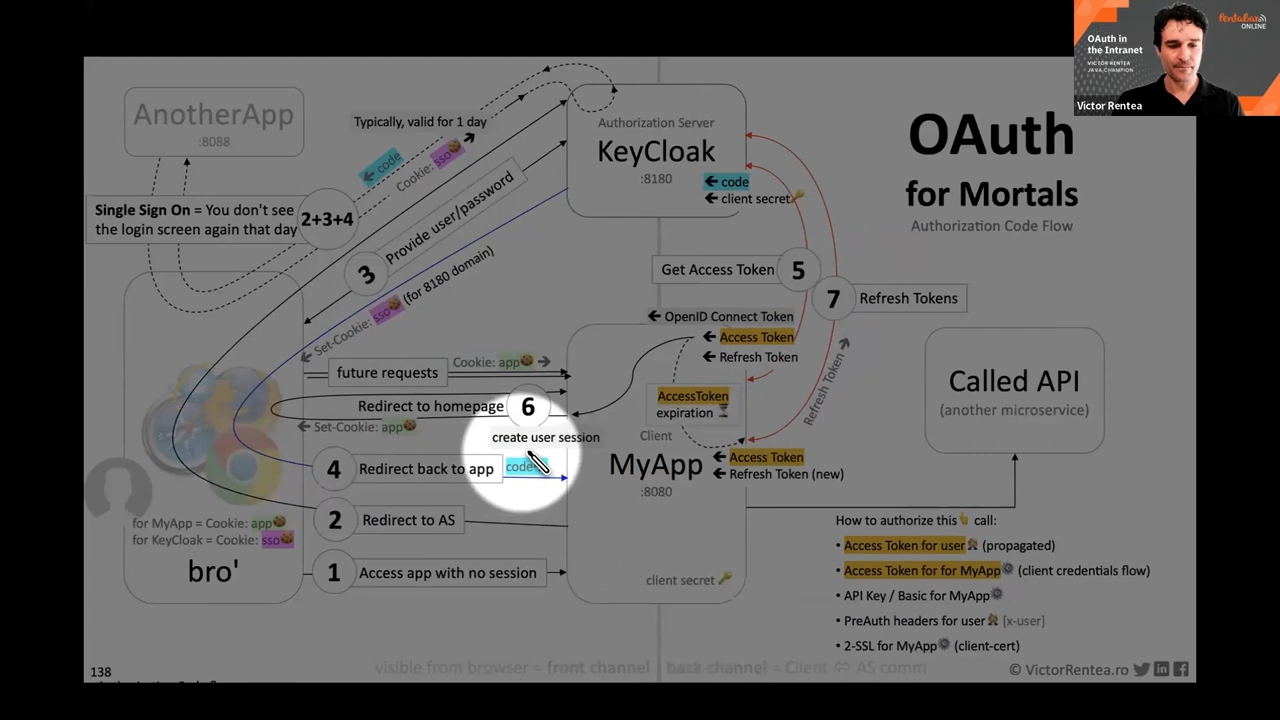 AnotherApp
:8088
Single Sign On = You don't see
the login screen again that day
2+3+4
Typically, valid for 1 day
← code
Cookie: sso →
3
Provide user/password
← Set-Cookie: sso (for 8180 domain)
Authorization Server
KeyCloak
:8180
← code
← client secret
Get Access Token
5
7
Refresh Tokens
← OpenID Connect Token
← Access Token
← Refresh Token
AccessToken
expiration
Refresh Token →
future requests
Cookie: app →
Redirect to homepage
6
← Set-Cookie: app
create user session
4
Redirect back to app
code
2
Redirect to AS
1
Access app with no session
for MyApp = Cookie: app
for KeyCloak = Cookie: sso
bro'
Client
MyApp
:8080
client secret
← Access Token
← Refresh Token (new)
OAuth
for Mortals
Authorization Code Flow
Called API
(another microservice)
How to authorize this call:
• Access Token for user (propagated)
• Access Token for for MyApp (client credentials flow)
• API Key / Basic for MyApp
• PreAuth headers for user [x-user]
• 2-SSL for MyApp (client-cert)
138
visible from browser = front channel
back channel = Client ⇔ AS comm
© VictorRentea.ro
OAuth in
the Intranet
VICTOR RENTEA
JAVA CHAMPION
Pentabar
ONLINE
Victor Rentea